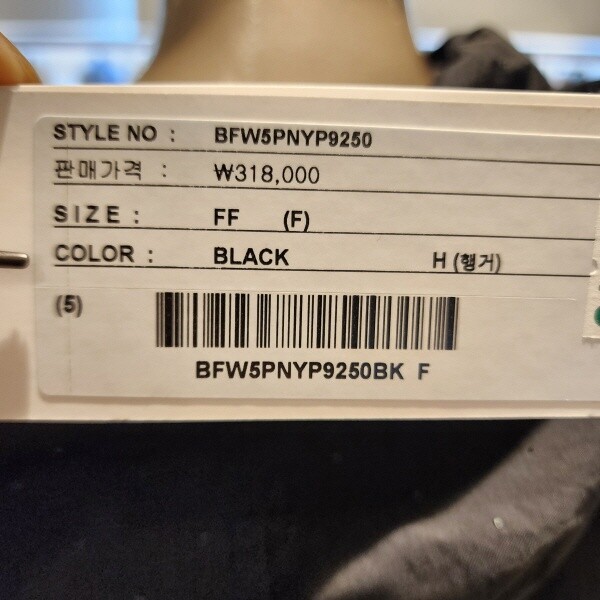 STYLE NO : BFW5PNYP9250
판매가격 : ₩318,000
SIZE : FF (F)
COLOR : BLACK H (행거)
(5)
BFW5PNYP9250BK F